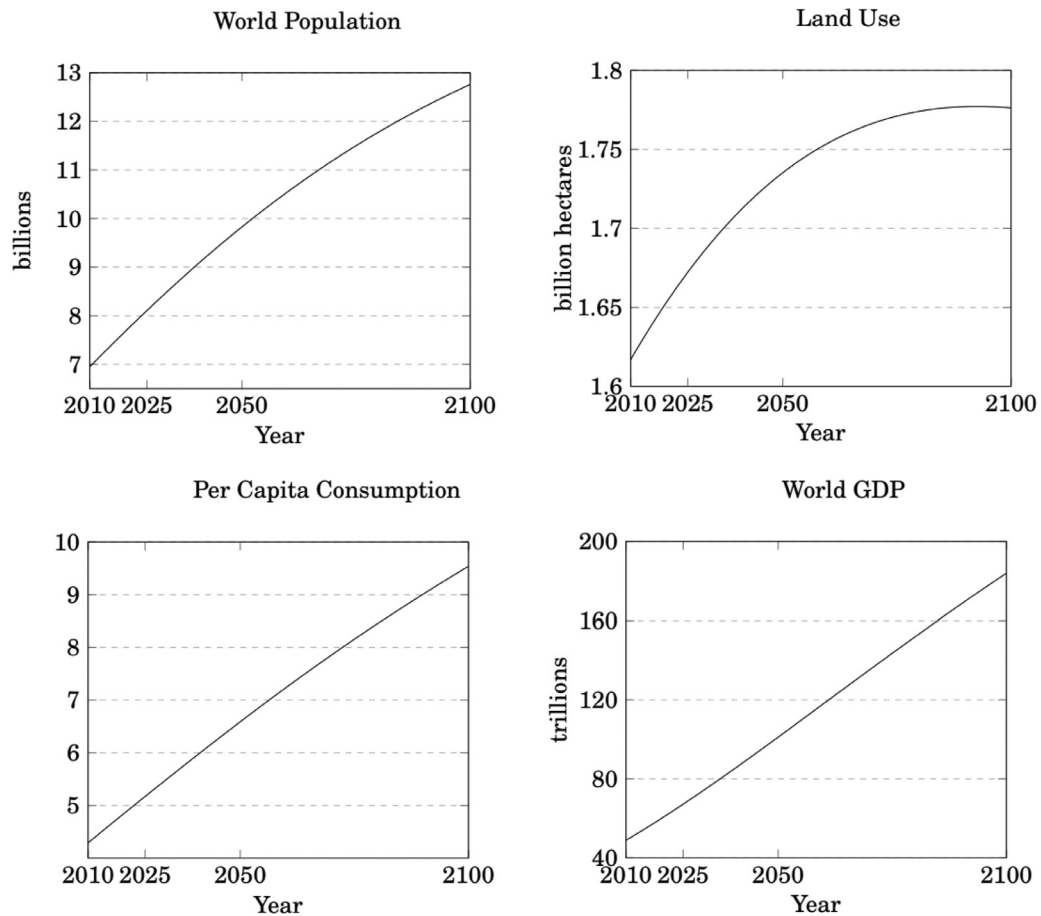 World Population
13
12
11
10
9
8
7
billions
2010 2025 2050 2100
Year
Land Use
1.8
1.75
1.7
1.65
1.6
billion hectares
2010 2025 2050 2100
Year
Per Capita Consumption
10
9
8
7
6
5
2010 2025 2050 2100
Year
World GDP
200
160
120
80
40
trillions
2010 2025 2050 2100
Year